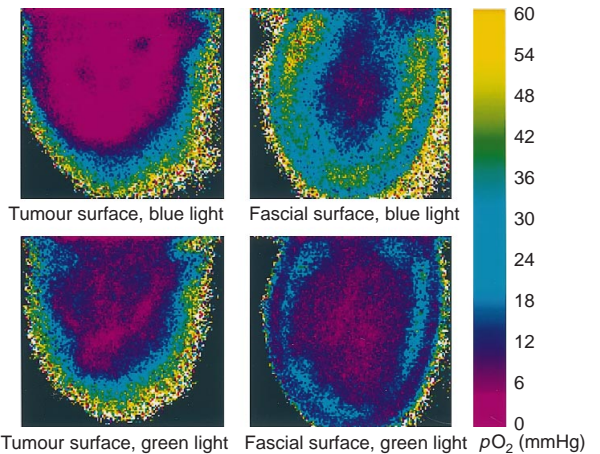 60
54
48
42
36
30
24
18
12
6
0
Tumour surface, blue light
Fascial surface, blue light
Tumour surface, green light
Fascial surface, green light
pO₂ (mmHg)